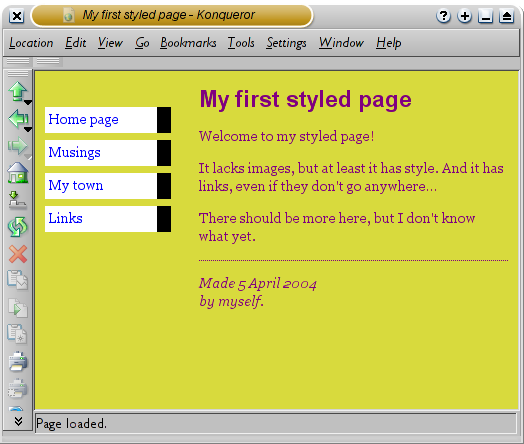 My first styled page - Konqueror
Location Edit View Go Bookmarks Tools Settings Window Help
My first styled page
Home page
Musings
My town
Links
Welcome to my styled page!
It lacks images, but at least it has style. And it has
links, even if they don't go anywhere...
There should be more here, but I don't know
what yet.
Made 5 April 2004
by myself.
Page loaded.